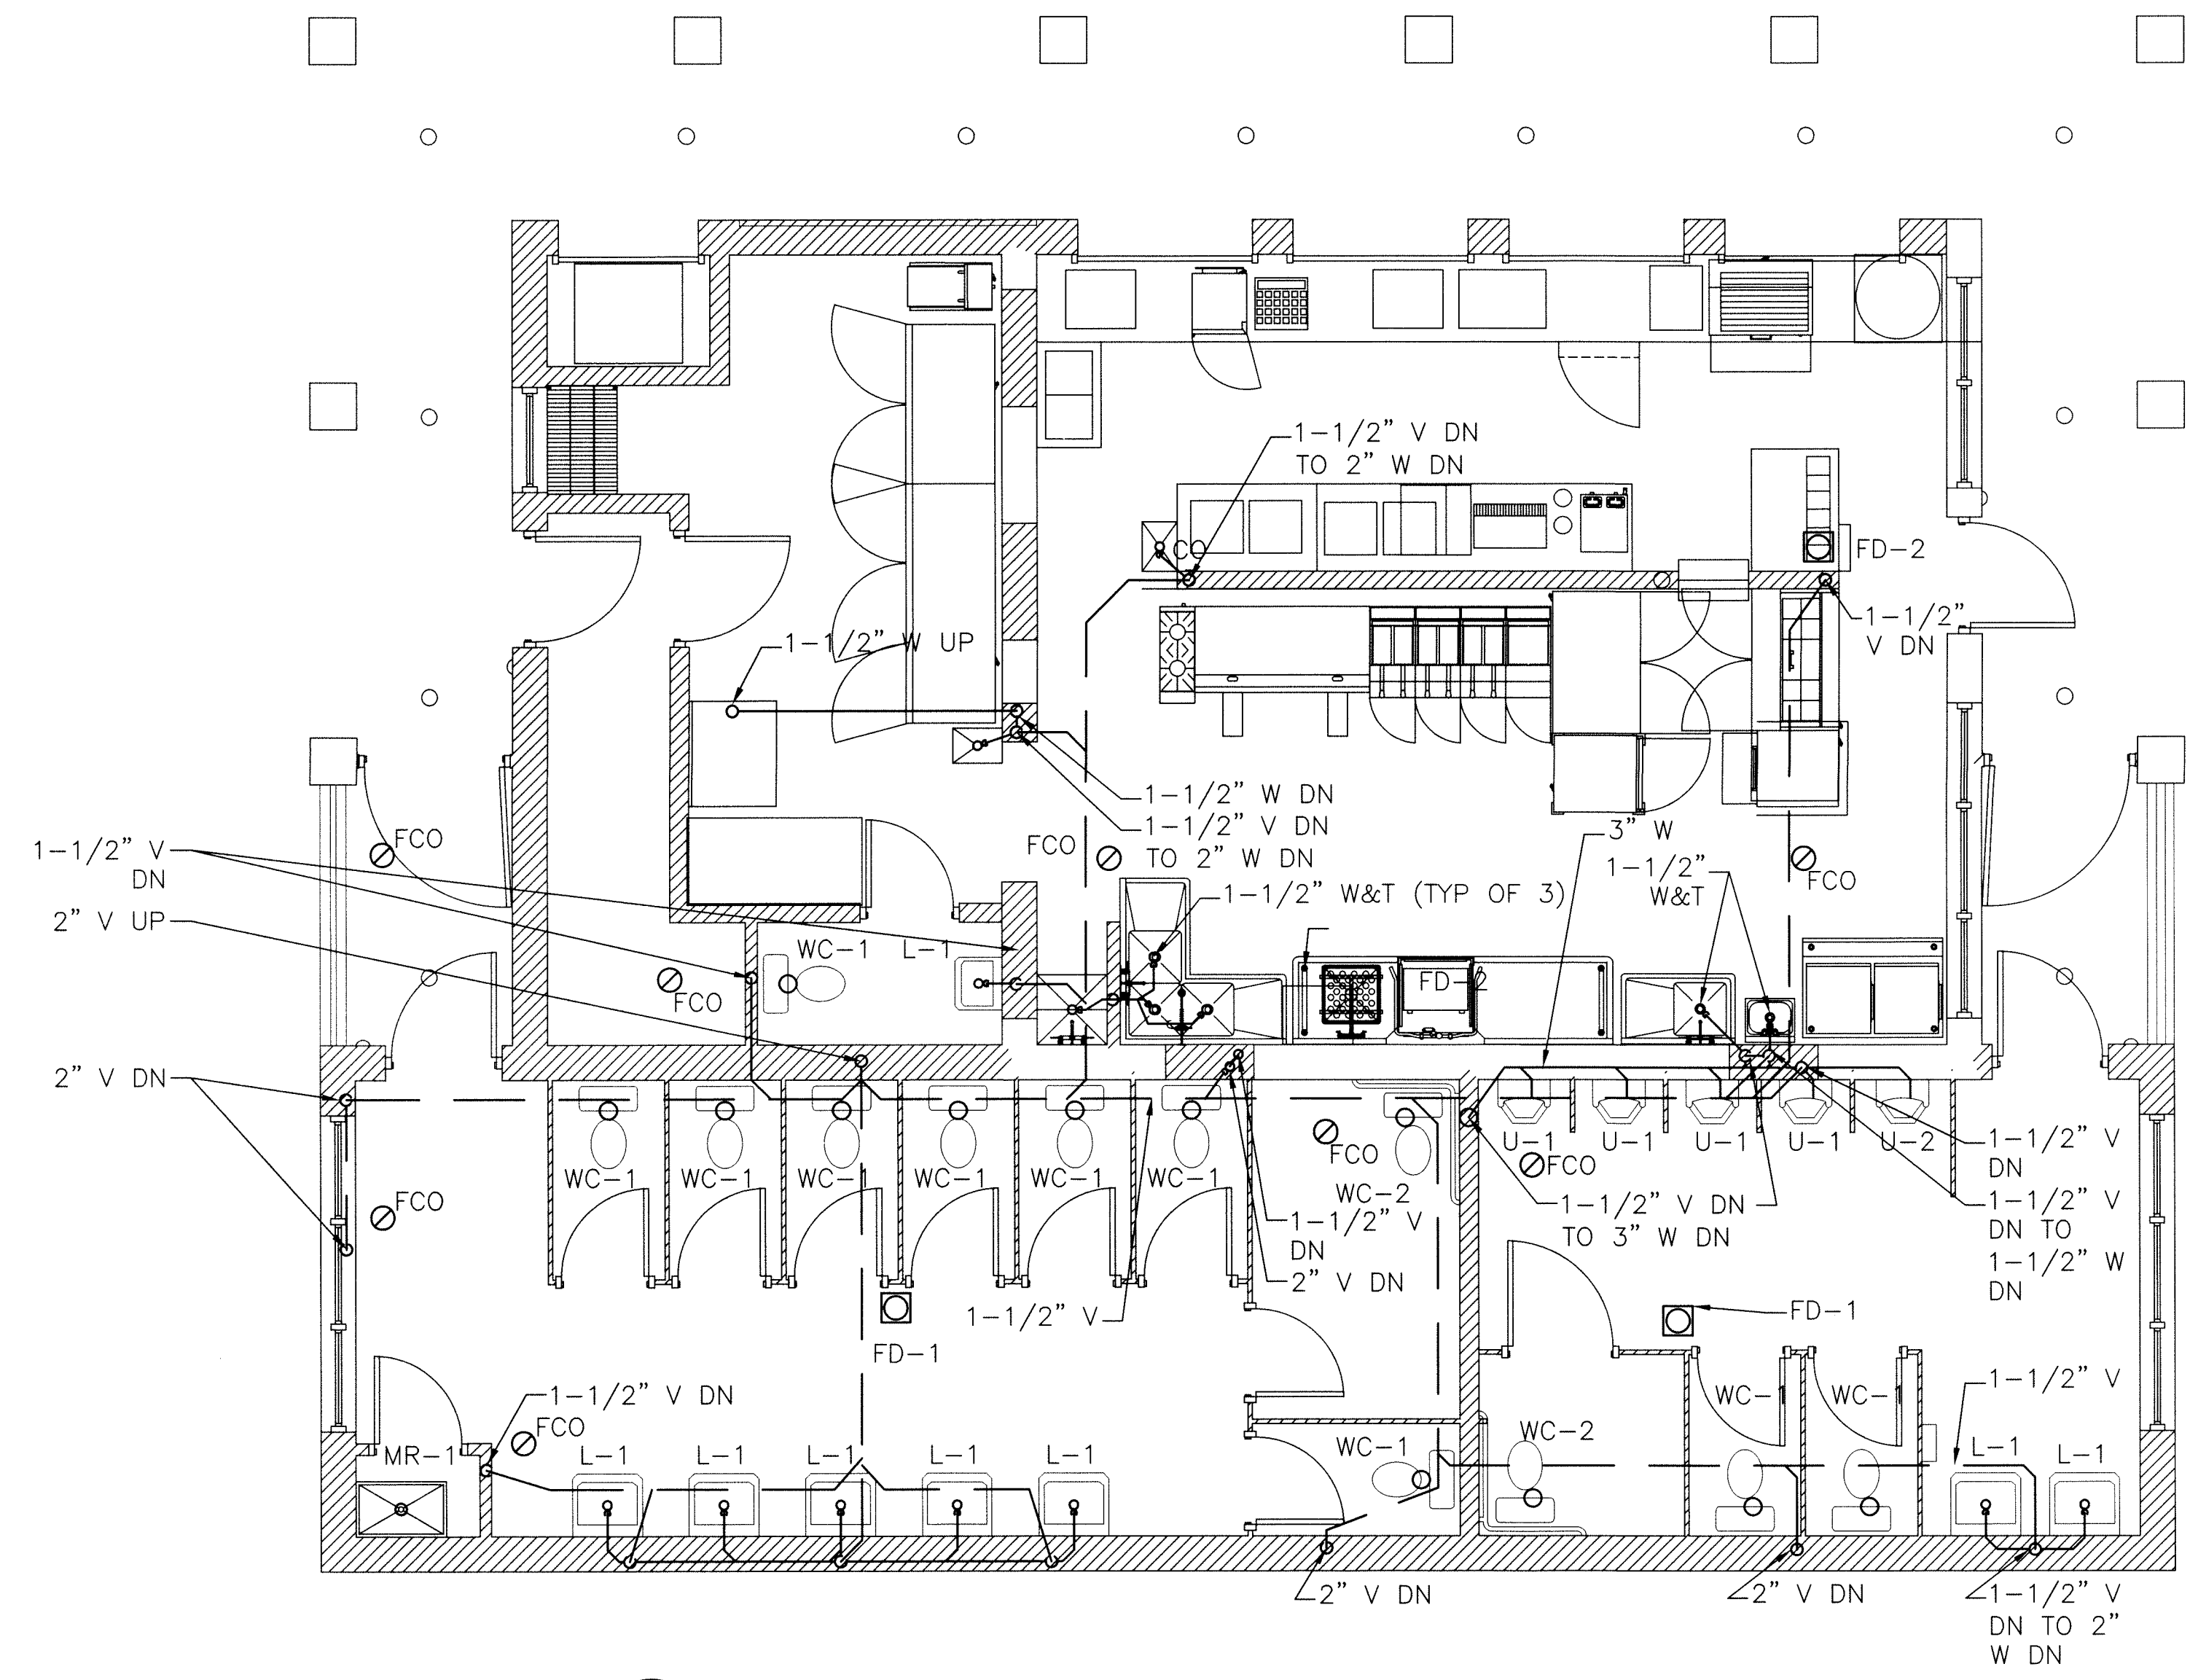 1-1/2" V DN
TO 2" W DN
CO
FD-2
1-1/2"
V DN
1-1/2" W UP
1-1/2" W DN
1-1/2" V DN
TO 2" W DN
FCO
FCO
3" W
1-1/2"
W&T
FCO
1-1/2" V
DN
2" V UP
1-1/2" W&T (TYP OF 3)
WC-1
L-1
FCO
FD-2
2" V DN
U-1
U-1
U-1
U-1
U-2
1-1/2" V
DN
FCO
FCO
WC-1
WC-1
WC-1
WC-1
WC-1
WC-1
WC-2
FCO
1-1/2" V
DN
1-1/2" V DN
TO 3" W DN
1-1/2" V
DN TO
1-1/2" W
DN
2" V DN
1-1/2" V
FD-1
FD-1
1-1/2" V DN
FCO
MR-1
L-1
L-1
L-1
L-1
L-1
WC-1
WC-2
WC-1
WC-1
1-1/2" V
L-1
L-1
2" V DN
2" V DN
1-1/2" V
DN TO 2"
W DN